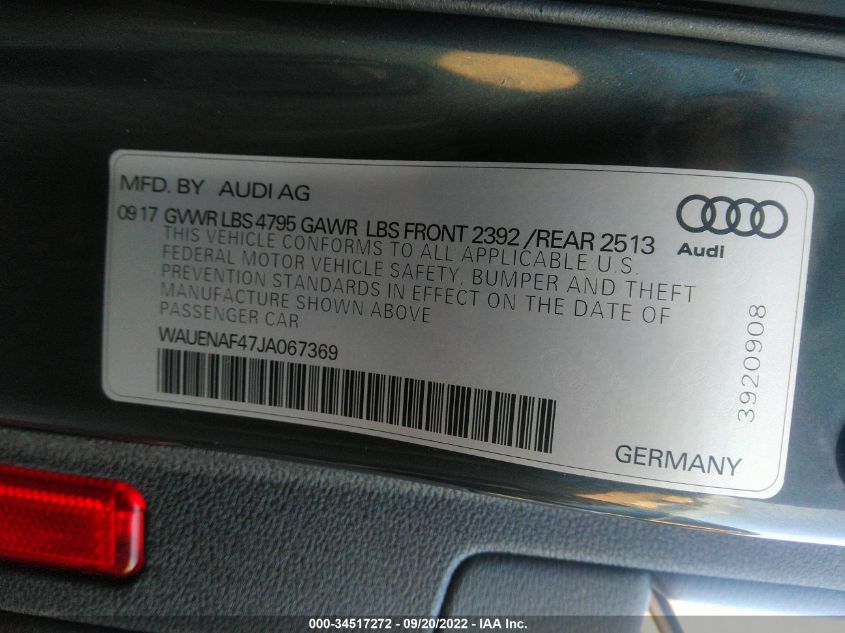 MFD. BY AUDI AG
09 17 GVWR LBS 4795 GAWR LBS FRONT 2392 /REAR 2513
THIS VEHICLE CONFORMS TO ALL APPLICABLE U.S.
FEDERAL MOTOR VEHICLE SAFETY, BUMPER AND THEFT
PREVENTION STANDARDS IN EFFECT ON THE DATE OF
MANUFACTURE SHOWN ABOVE
PASSENGER CAR
WAUENAF47JA067369
Audi
3920908
GERMANY
000-34517272 - 09/20/2022 - IAA Inc.